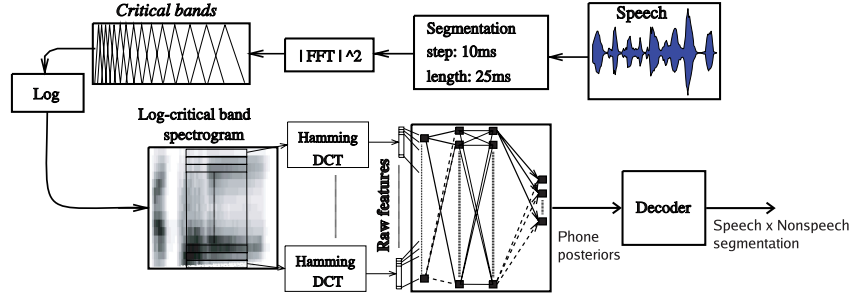 Critical bands
|FFT|^2
Segmentation
step: 10ms
length: 25ms
Speech
Log
Log-critical band
spectrogram
Hamming
DCT
Raw features
Hamming
DCT
Phone
posteriors
Decoder
Speech x Nonspeech
segmentation